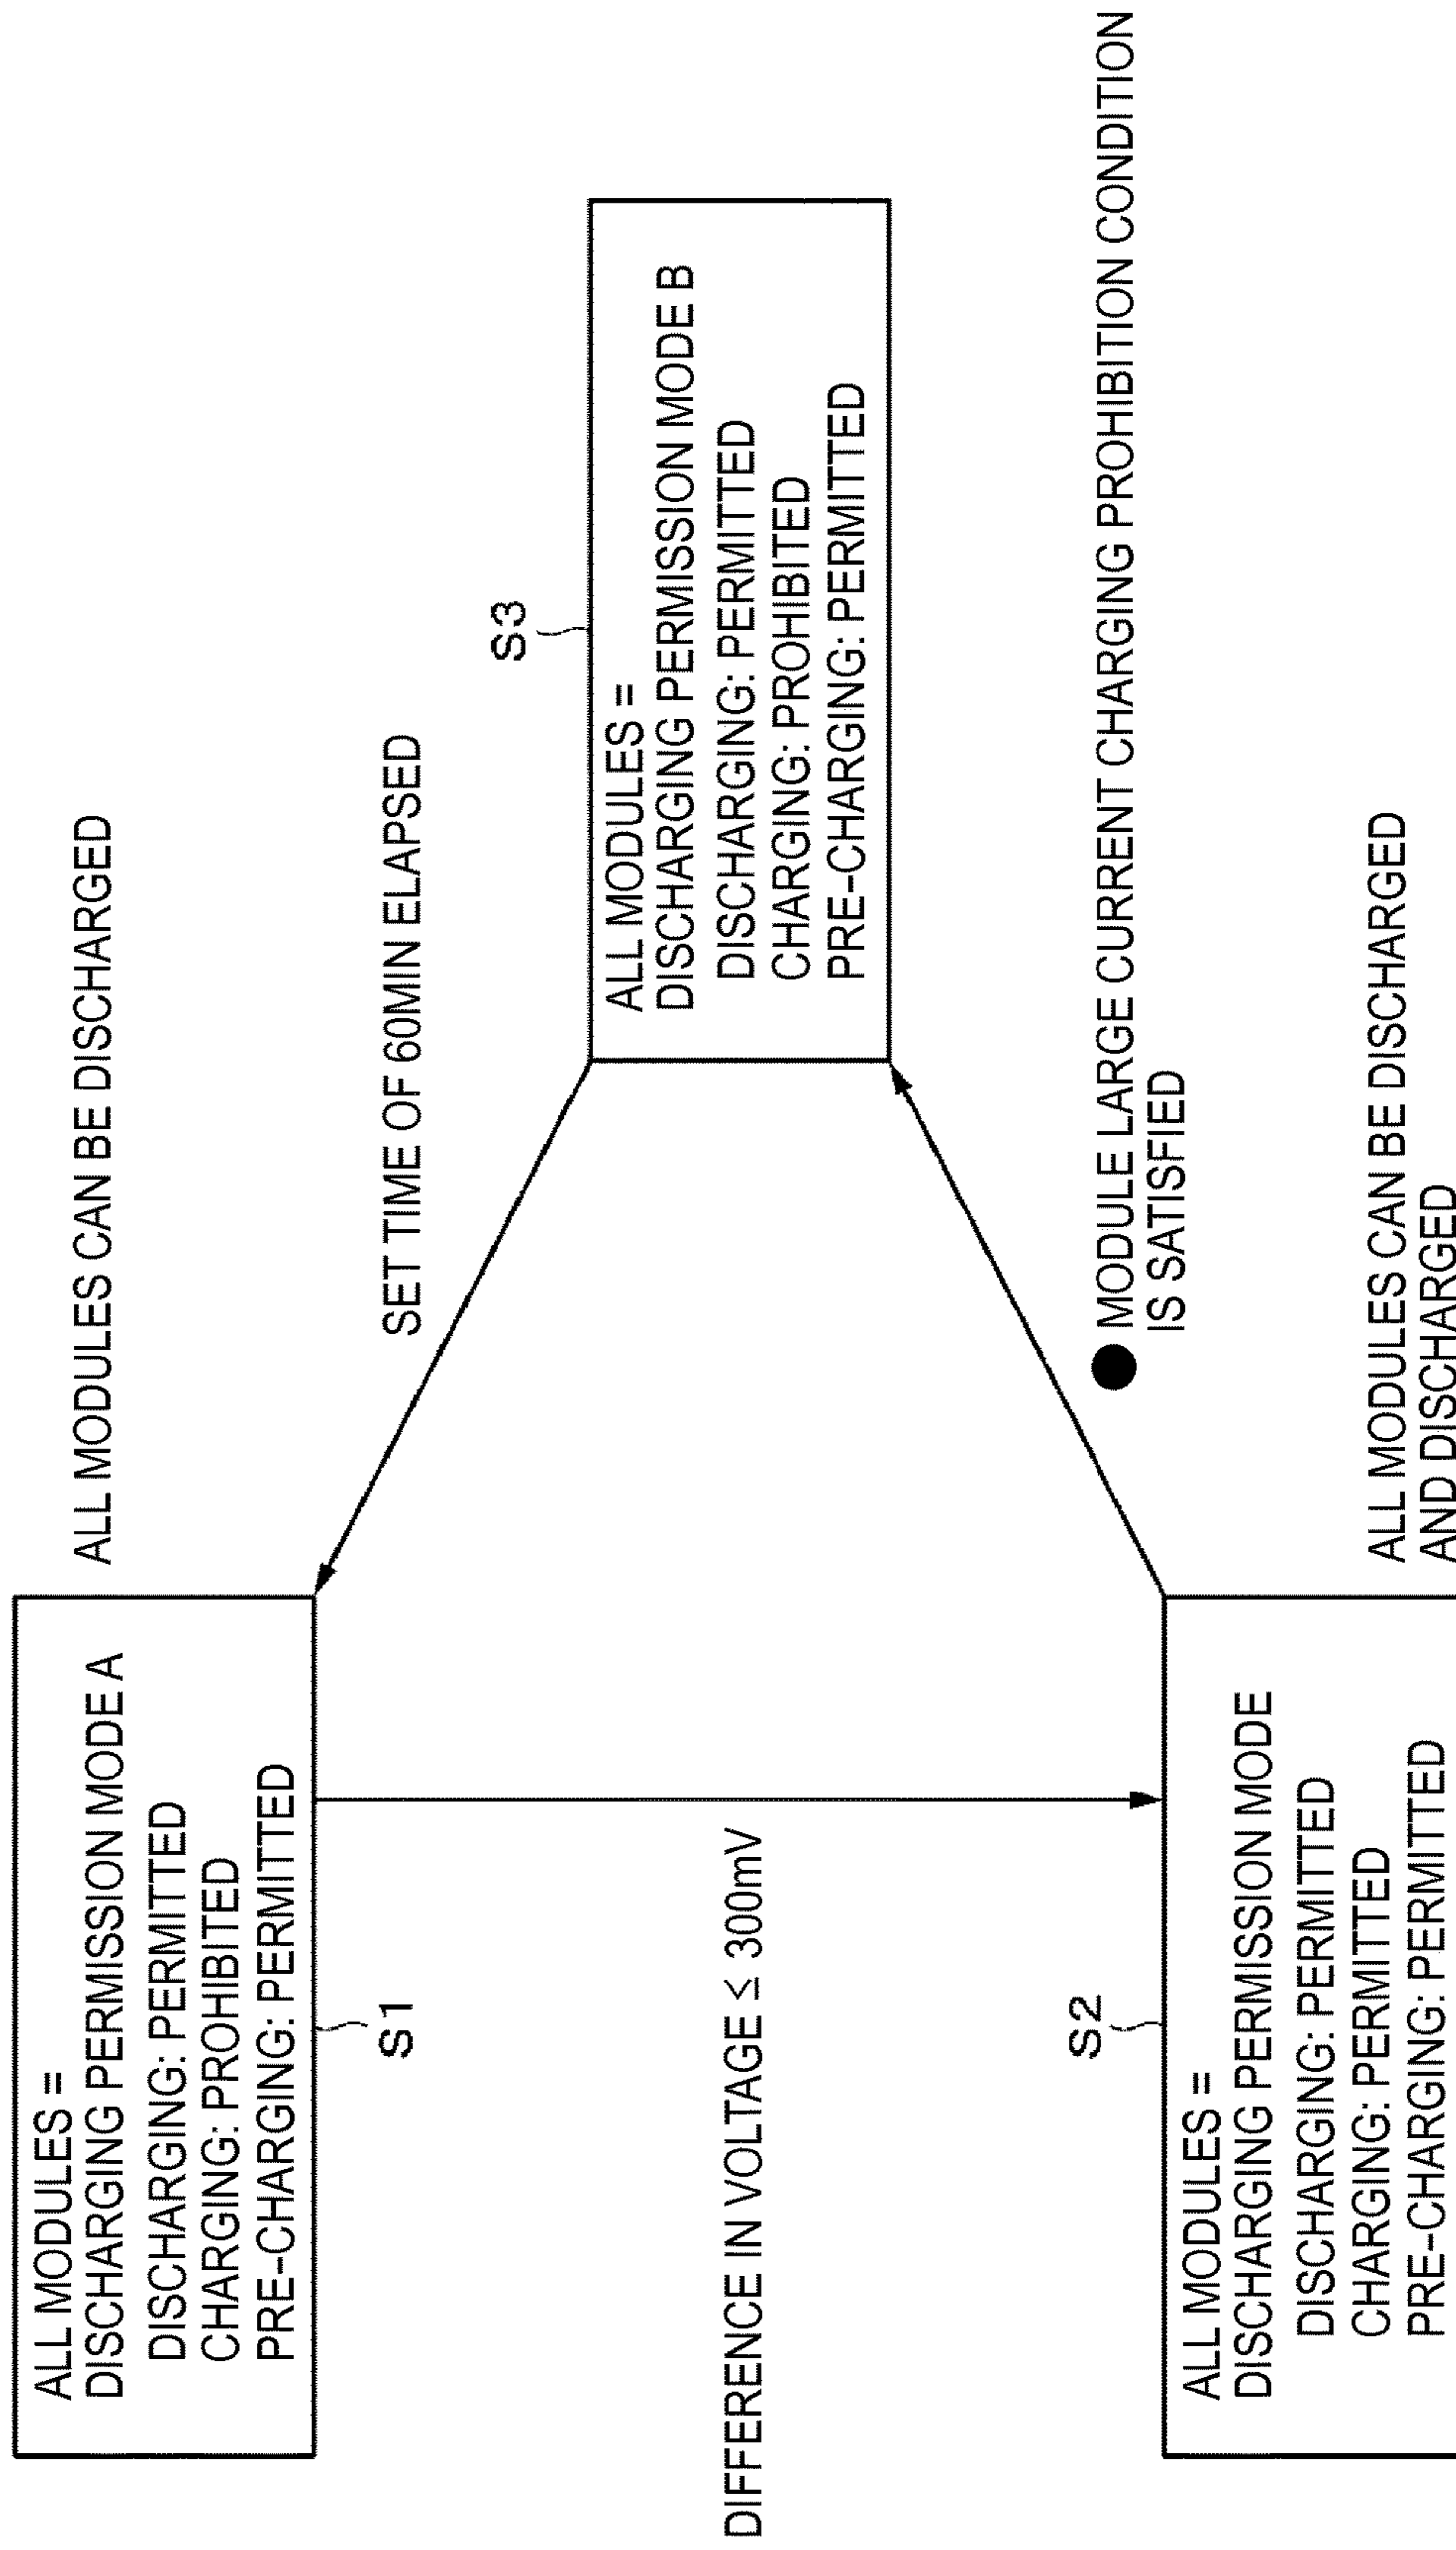 ALL MODULES =
DISCHARGING PERMISSION MODE A
DISCHARGING: PERMITTED
CHARGING: PROHIBITED
PRE-CHARGING: PERMITTED
S1
ALL MODULES CAN BE DISCHARGED
SET TIME OF 60MIN ELAPSED
S3
ALL MODULES =
DISCHARGING PERMISSION MODE B
DISCHARGING: PERMITTED
CHARGING: PROHIBITED
PRE-CHARGING: PERMITTED
DIFFERENCE IN VOLTAGE ≤ 300mV
● MODULE LARGE CURRENT CHARGING PROHIBITION CONDITION
IS SATISFIED
S2
ALL MODULES =
DISCHARGING PERMISSION MODE
DISCHARGING: PERMITTED
CHARGING: PERMITTED
PRE-CHARGING: PERMITTED
ALL MODULES CAN BE DISCHARGED
AND DISCHARGED